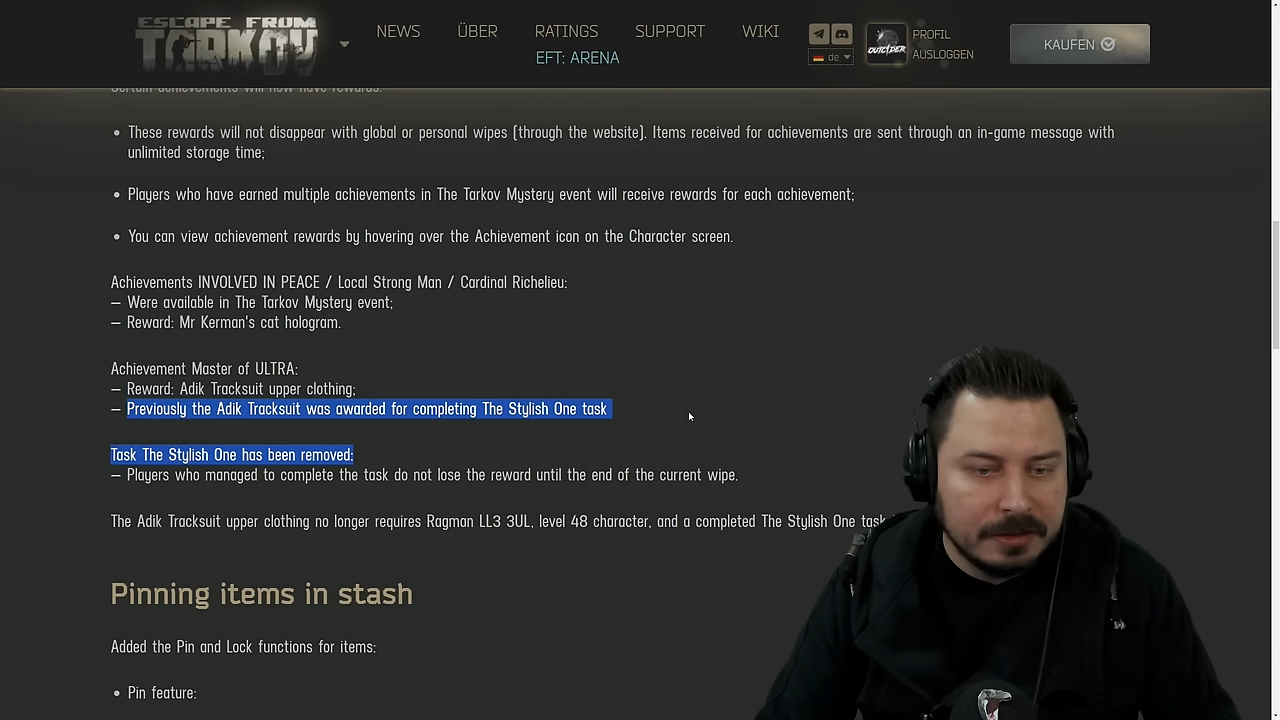 ESCAPE FROM
TARKOV
NEWS
ÜBER
RATINGS
SUPPORT
WIKI
EFT: ARENA
de
OUTCIDER
PROFIL
AUSLOGGEN
KAUFEN
Certain achievements will now have rewards:
• These rewards will not disappear with global or personal wipes (through the website). Items received for achievements are sent through an in-game message with
unlimited storage time;
• Players who have earned multiple achievements in The Tarkov Mystery event will receive rewards for each achievement;
• You can view achievement rewards by hovering over the Achievement icon on the Character screen.
Achievements INVOLVED IN PEACE / Local Strong Man / Cardinal Richelieu:
– Were available in The Tarkov Mystery event;
– Reward: Mr Kerman's cat hologram.
Achievement Master of ULTRA:
– Reward: Adik Tracksuit upper clothing;
– Previously the Adik Tracksuit was awarded for completing The Stylish One task
Task The Stylish One has been removed:
– Players who managed to complete the task do not lose the reward until the end of the current wipe.
The Adik Tracksuit upper clothing no longer requires Ragman LL3 3UL, level 48 character, and a completed The Stylish One task
Pinning items in stash
Added the Pin and Lock functions for items:
• Pin feature: